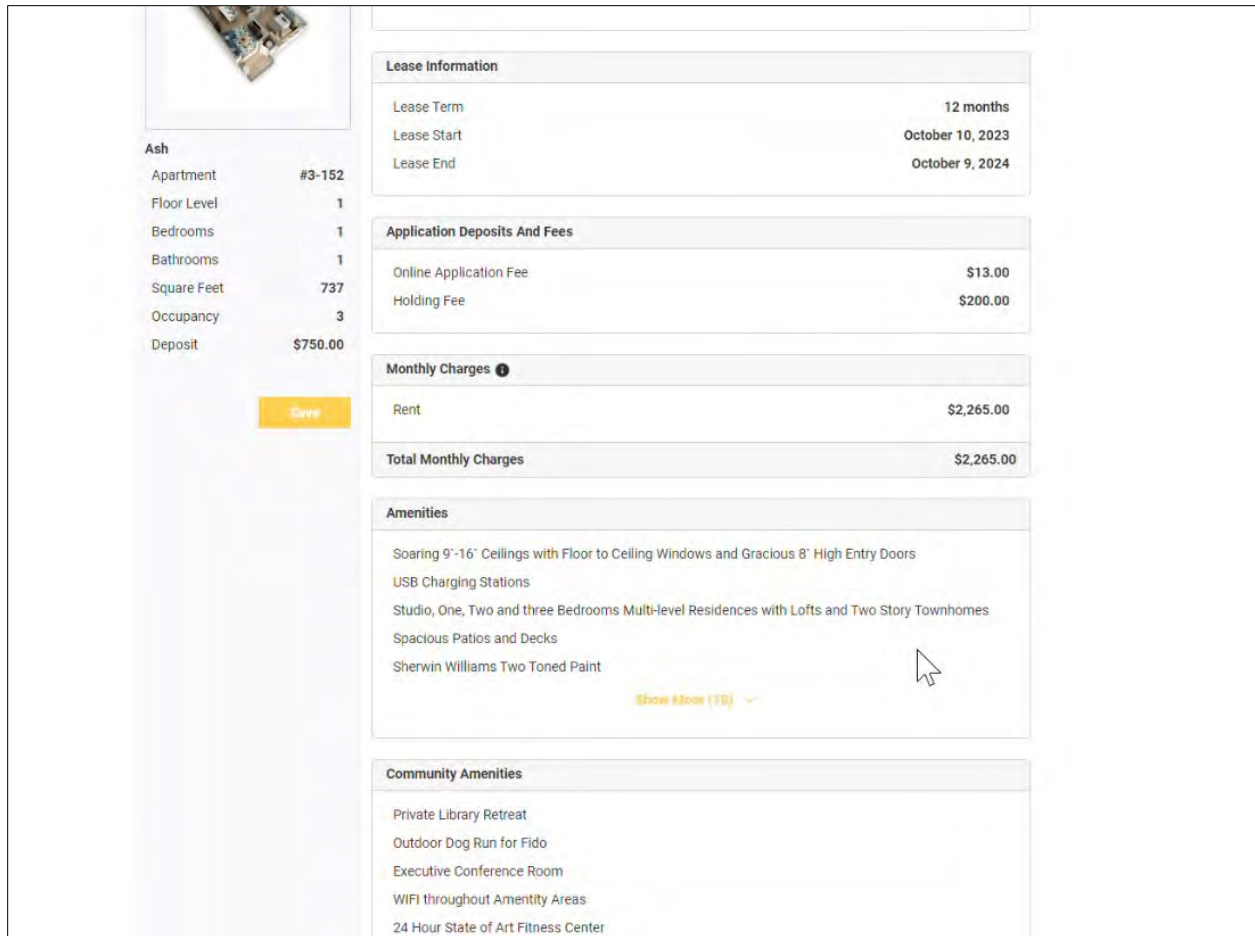 Ash
Apartment #3-152
Floor Level 1
Bedrooms 1
Bathrooms 1
Square Feet 737
Occupancy 3
Deposit $750.00
Save
Lease Information
Lease Term 12 months
Lease Start October 10, 2023
Lease End October 9, 2024
Application Deposits And Fees
Online Application Fee $13.00
Holding Fee $200.00
Monthly Charges
Rent $2,265.00
Total Monthly Charges $2,265.00
Amenities
Soaring 9`-16` Ceilings with Floor to Ceiling Windows and Gracious 8` High Entry Doors
USB Charging Stations
Studio, One, Two and three Bedrooms Multi-level Residences with Lofts and Two Story Townhomes
Spacious Patios and Decks
Sherwin Williams Two Toned Paint
Show More
Community Amenities
Private Library Retreat
Outdoor Dog Run for Fido
Executive Conference Room
WIFI throughout Amentity Areas
24 Hour State of Art Fitness Center